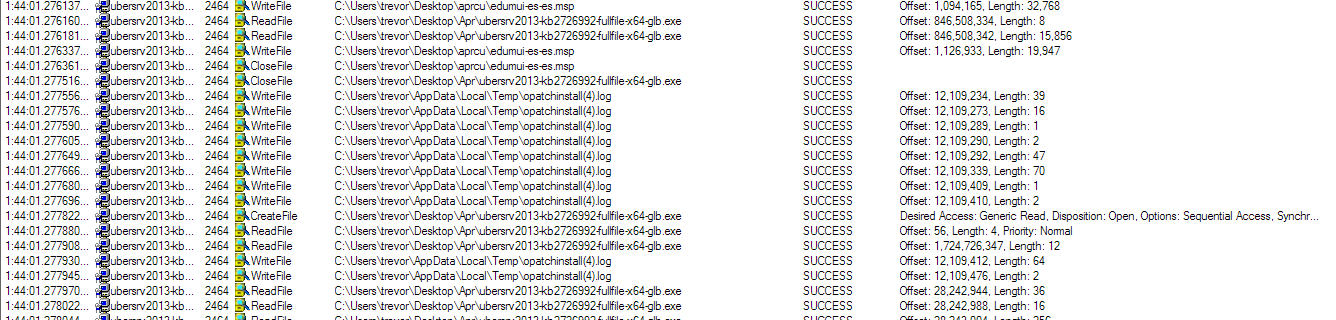 1:44:01.276137... ubersrv2013-kb... 2464 WriteFile C:\Users\trevor\Desktop\aprcu\edumui-es-es.msp SUCCESS Offset: 1,094,165, Length: 32,768
1:44:01.276160... ubersrv2013-kb... 2464 ReadFile C:\Users\trevor\Desktop\Apr\ubersrv2013-kb2726992-fullfile-x64-glb.exe SUCCESS Offset: 846,508,334, Length: 8
1:44:01.276181... ubersrv2013-kb... 2464 ReadFile C:\Users\trevor\Desktop\Apr\ubersrv2013-kb2726992-fullfile-x64-glb.exe SUCCESS Offset: 846,508,342, Length: 15,856
1:44:01.276337... ubersrv2013-kb... 2464 WriteFile C:\Users\trevor\Desktop\aprcu\edumui-es-es.msp SUCCESS Offset: 1,126,933, Length: 19,947
1:44:01.276361... ubersrv2013-kb... 2464 CloseFile C:\Users\trevor\Desktop\aprcu\edumui-es-es.msp SUCCESS
1:44:01.277516... ubersrv2013-kb... 2464 CloseFile C:\Users\trevor\Desktop\Apr\ubersrv2013-kb2726992-fullfile-x64-glb.exe SUCCESS
1:44:01.277556... ubersrv2013-kb... 2464 WriteFile C:\Users\trevor\AppData\Local\Temp\opatchinstall(4).log SUCCESS Offset: 12,109,234, Length: 39
1:44:01.277576... ubersrv2013-kb... 2464 WriteFile C:\Users\trevor\AppData\Local\Temp\opatchinstall(4).log SUCCESS Offset: 12,109,273, Length: 16
1:44:01.277590... ubersrv2013-kb... 2464 WriteFile C:\Users\trevor\AppData\Local\Temp\opatchinstall(4).log SUCCESS Offset: 12,109,289, Length: 1
1:44:01.277605... ubersrv2013-kb... 2464 WriteFile C:\Users\trevor\AppData\Local\Temp\opatchinstall(4).log SUCCESS Offset: 12,109,290, Length: 2
1:44:01.277649... ubersrv2013-kb... 2464 WriteFile C:\Users\trevor\AppData\Local\Temp\opatchinstall(4).log SUCCESS Offset: 12,109,292, Length: 47
1:44:01.277666... ubersrv2013-kb... 2464 WriteFile C:\Users\trevor\AppData\Local\Temp\opatchinstall(4).log SUCCESS Offset: 12,109,339, Length: 70
1:44:01.277680... ubersrv2013-kb... 2464 WriteFile C:\Users\trevor\AppData\Local\Temp\opatchinstall(4).log SUCCESS Offset: 12,109,409, Length: 1
1:44:01.277696... ubersrv2013-kb... 2464 WriteFile C:\Users\trevor\AppData\Local\Temp\opatchinstall(4).log SUCCESS Offset: 12,109,410, Length: 2
1:44:01.277822... ubersrv2013-kb... 2464 CreateFile C:\Users\trevor\Desktop\Apr\ubersrv2013-kb2726992-fullfile-x64-glb.exe SUCCESS Desired Access: Generic Read, Disposition: Open, Options: Sequential Access, Synchr...
1:44:01.277880... ubersrv2013-kb... 2464 ReadFile C:\Users\trevor\Desktop\Apr\ubersrv2013-kb2726992-fullfile-x64-glb.exe SUCCESS Offset: 56, Length: 4, Priority: Normal
1:44:01.277908... ubersrv2013-kb... 2464 ReadFile C:\Users\trevor\Desktop\Apr\ubersrv2013-kb2726992-fullfile-x64-glb.exe SUCCESS Offset: 1,724,726,347, Length: 12
1:44:01.277930... ubersrv2013-kb... 2464 WriteFile C:\Users\trevor\AppData\Local\Temp\opatchinstall(4).log SUCCESS Offset: 12,109,412, Length: 64
1:44:01.277945... ubersrv2013-kb... 2464 WriteFile C:\Users\trevor\AppData\Local\Temp\opatchinstall(4).log SUCCESS Offset: 12,109,476, Length: 2
1:44:01.277970... ubersrv2013-kb... 2464 ReadFile C:\Users\trevor\Desktop\Apr\ubersrv2013-kb2726992-fullfile-x64-glb.exe SUCCESS Offset: 28,242,944, Length: 36
1:44:01.278022... ubersrv2013-kb... 2464 ReadFile C:\Users\trevor\Desktop\Apr\ubersrv2013-kb2726992-fullfile-x64-glb.exe SUCCESS Offset: 28,242,988, Length: 16